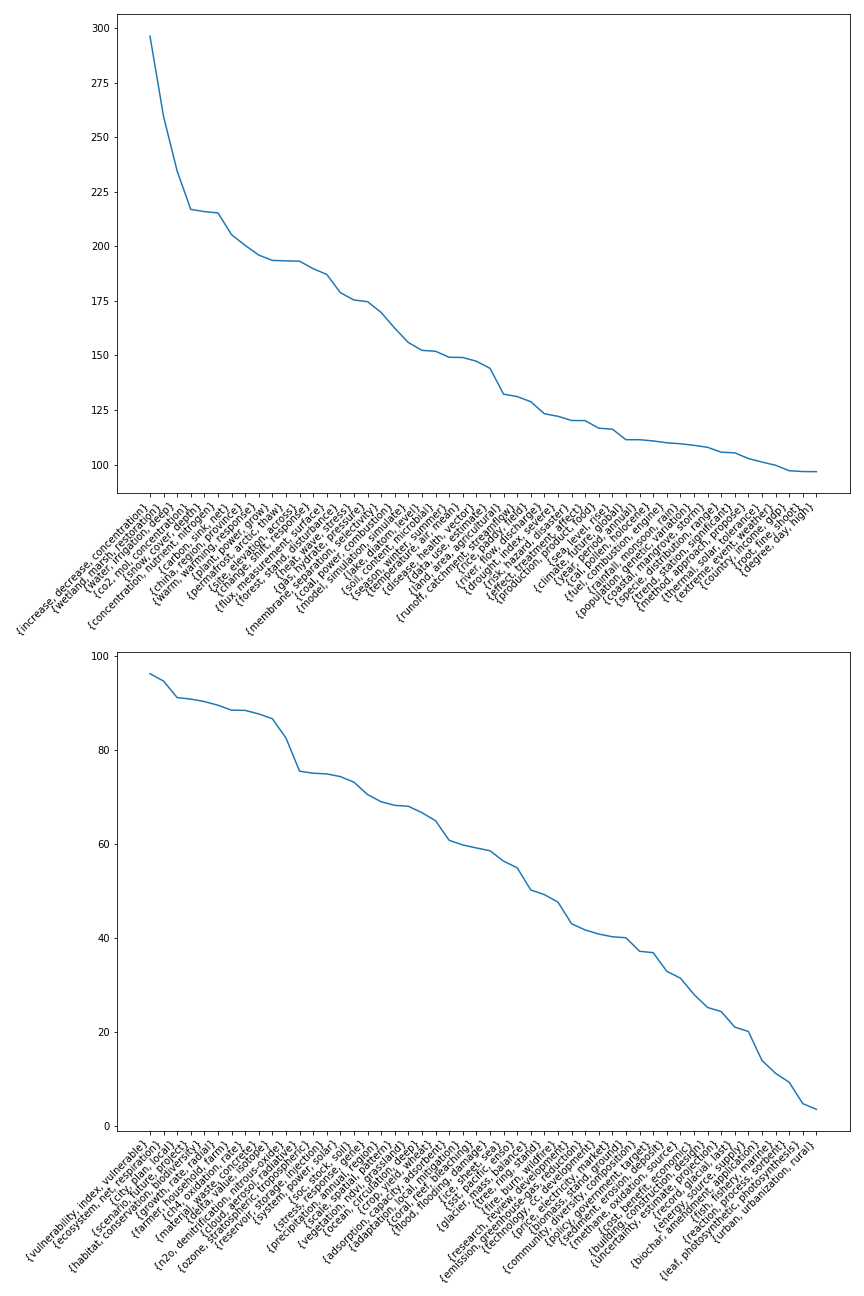 300
275
250
225
200
175
150
125
100
{increase, decrease, concentration}
{wetland, marsh, restoration}
{water, irrigation, deep}
{co2, mol, concentration}
{snow, cover, depth}
{concentration, nutrient, nitrogen}
{carbon, sink, net}
{china, region, province}
{warm, warming, response}
{plant, power, grow}
{permafrost, arctic, thaw}
{site, elevation, across}
{change, shift, response}
{flux, measurement, surface}
{forest, stand, disturbance}
{heat, wave, stress}
{gas, hydrate, pressure}
{membrane, separation, selectivity}
{coal, power, combustion}
{model, simulation, simulate}
{lake, diatom, level}
{soil, content, microbial}
{season, winter, summer}
{temperature, air, mean}
{disease, health, vector}
{data, use, estimate}
{land, area, agricultural}
{runoff, catchment, streamflow}
{rice, paddy, field}
{river, flow, discharge}
{drought, index, severe}
{risk, hazard, disaster}
{effect, treatment, affect}
{production, product, food}
{sea, level, rise}
{climate, future, global}
{year, period, annual}
{cal, pollen, holocene}
{fuel, combustion, engine}
{rainfall, monsoon, rain}
{population, genetic, variation}
{coastal, mangrove, storm}
{specie, distribution, range}
{trend, station, significant}
{method, approach, propose}
{thermal, solar, tolerance}
{extreme, event, weather}
{country, income, gdp}
{root, fine, shoot}
{degree, day, high}
100
80
60
40
20
0
{vulnerability, index, vulnerable}
{ecosystem, net, respiration}
{city, plan, local}
{scenario, future, project}
{habitat, conservation, biodiversity}
{growth, rate, radial}
{farmer, household, farm}
{ch4, oxidation, rate}
{material, waste, concrete}
{data, value, isotope}
{n2o, denitrification, nitrous-oxide}
{cloud, aerosol, radiative}
{ozone, stratospheric, tropospheric}
{reservoir, storage, injection}
{system, power, solar}
{soc, stock, soil}
{stress, response, gene}
{precipitation, annual, region}
{scale, spatial, pattern}
{vegetation, ndvi, grassland}
{ocean, circulation, deep}
{crop, yield, wheat}
{adsorption, capacity, adsorbent}
{adaptation, local, mitigation}
{coral, reef, bleaching}
{flood, flooding, damage}
{ice, sheet, sea}
{sst, pacific, enso}
{glacier, mass, balance}
{tree, ring, stand}
{fire, burn, wildfire}
{research, review, development}
{emission, greenhouse-gas, reduction}
{technology, cc, development}
{price, electricity, market}
{biomass, stand, ground}
{community, diversity, composition}
{policy, government, target}
{sediment, erosion, deposit}
{methane, oxidation, source}
{cost, benefit, economic}
{building, construction, design}
{uncertainty, estimate, projection}
{record, glacial, last}
{energy, source, supply}
{biochar, amendment, application}
{fish, fishery, marine}
{reaction, process, sorbent}
{leaf, photosynthetic, photosynthesis}
{urban, urbanization, rural}